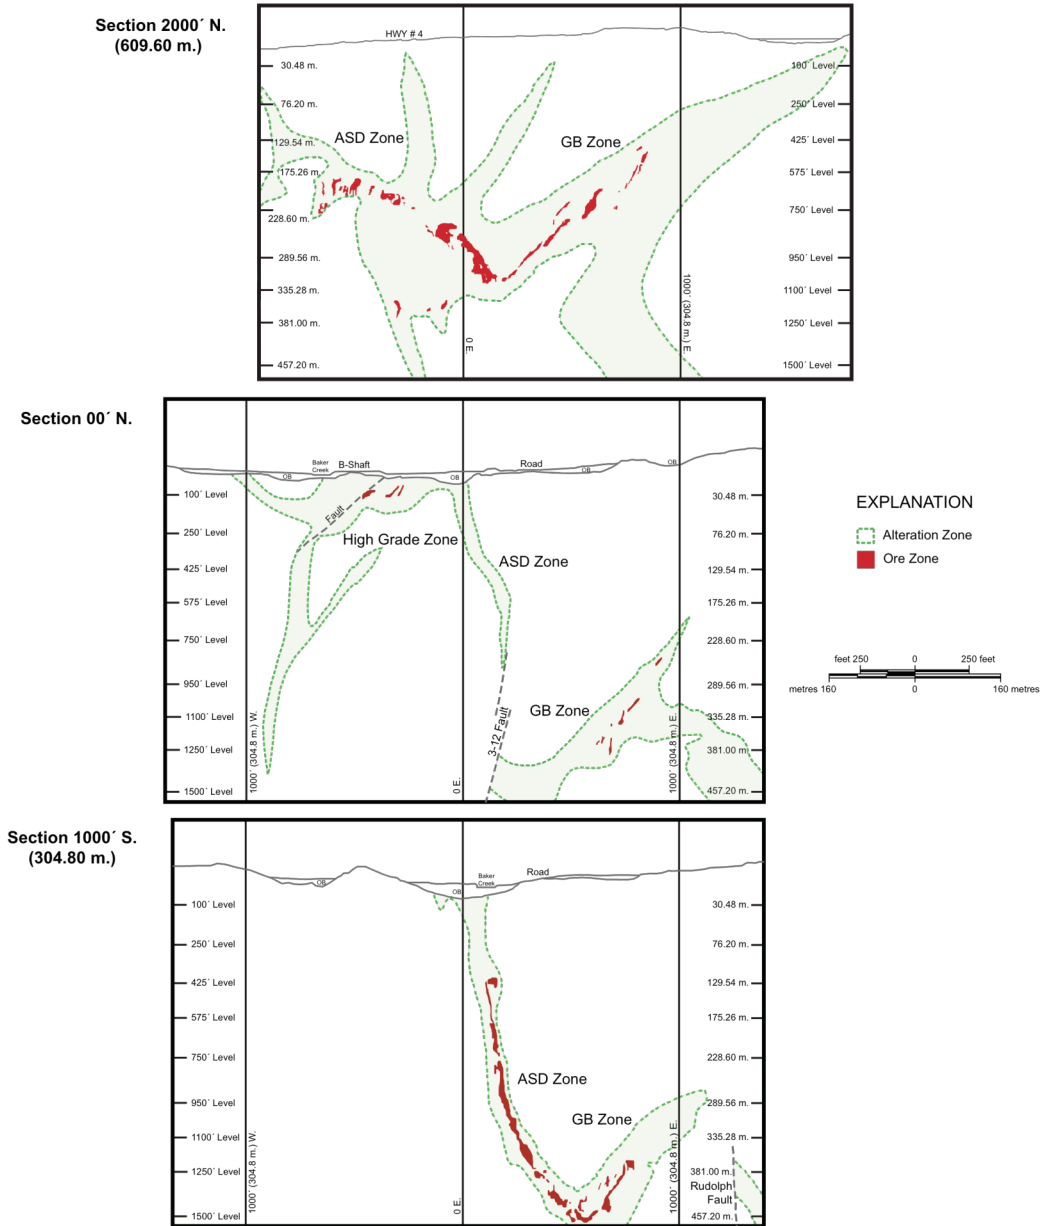 Section 2000´ N.
(609.60 m.)
HWY # 4
30.48 m.
100´ Level
76.20 m.
250´ Level
129.54 m.
ASD Zone
GB Zone
425´ Level
175.26 m.
575´ Level
228.60 m.
750´ Level
289.56 m.
950´ Level
335.28 m.
1100´ Level
381.00 m.
1250´ Level
457.20 m.
1500´ Level
0 E.
1000´ (304.8 m.) E.
Section 00´ N.
Baker
Creek
B-Shaft
Road
OB
OB
OB
OB
100´ Level
30.48 m.
Fault
250´ Level
High Grade Zone
76.20 m.
425´ Level
ASD Zone
129.54 m.
575´ Level
175.26 m.
750´ Level
228.60 m.
950´ Level
289.56 m.
1100´ Level
GB Zone
335.28 m.
1250´ Level
3-12 Fault
381.00 m.
1500´ Level
457.20 m.
1000´ (304.8 m.) W.
0 E.
1000´ (304.8 m.) E.
EXPLANATION
Alteration Zone
Ore Zone
feet 250
0
250 feet
metres 160
0
160 metres
Section 1000´ S.
(304.80 m.)
Baker
Creek
Road
OB
OB
100´ Level
30.48 m.
250´ Level
76.20 m.
425´ Level
129.54 m.
575´ Level
175.26 m.
750´ Level
228.60 m.
ASD Zone
950´ Level
289.56 m.
GB Zone
1100´ Level
335.28 m.
1250´ Level
381.00 m.
Rudolph
Fault
1500´ Level
457.20 m.
1000´ (304.8 m.) W.
0 E.
1000´ (304.8 m.) E.